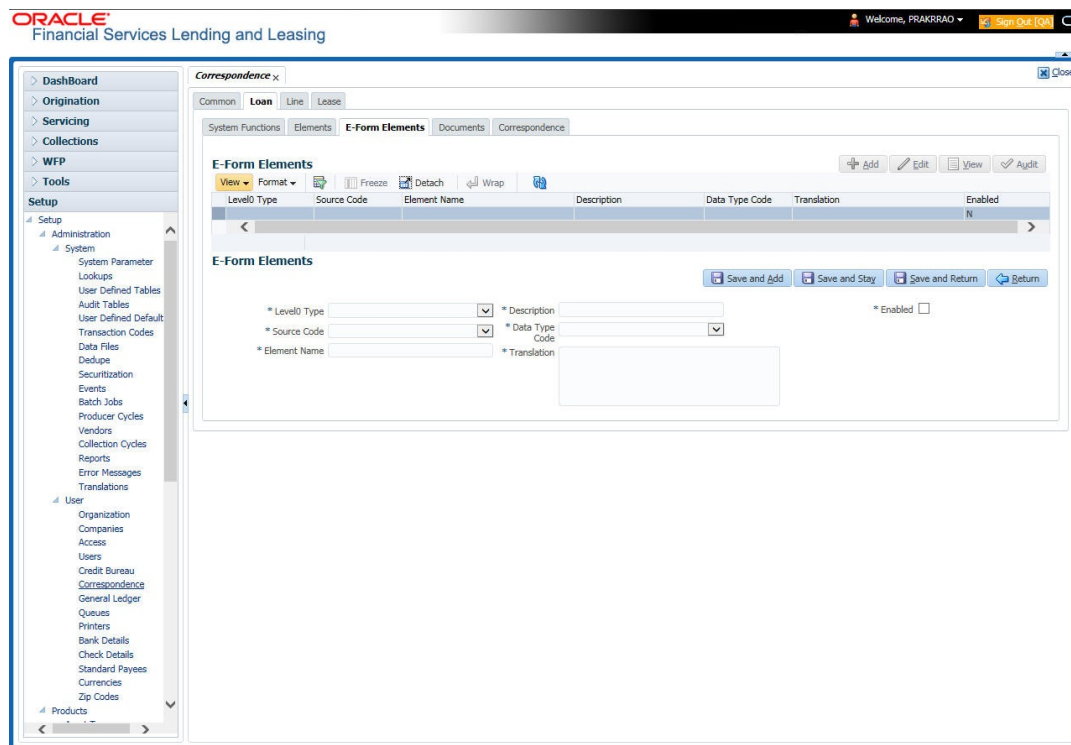 ORACLE
Welcome, PRAKRRAO
Sign Out [QA]
Financial Services Lending and Leasing
Close
DashBoard
Origination
Servicing
Collections
WFP
Tools
Setup
Setup
Administration
System
System Parameter
Lookups
User Defined Tables
Audit Tables
User Defined Default
Transaction Codes
Data Files
Dedupe
Securitization
Events
Batch Jobs
Producer Cycles
Vendors
Collection Cycles
Reports
Error Messages
Translations
User
Organization
Companies
Access
Users
Credit Bureau
Correspondence
General Ledger
Queues
Printers
Bank Details
Check Details
Standard Payees
Currencies
Zip Codes
Products
Correspondence x
Common Loan Line Lease
System Functions Elements E-Form Elements Documents Correspondence
E-Form Elements
Add Edit View Audit
View Format Freeze Detach Wrap
Level0 Type Source Code Element Name Description Data Type Code Translation Enabled
N
E-Form Elements
Save and Add Save and Stay Save and Return Return
* Level0 Type * Description * Enabled
* Source Code * Data Type Code
* Element Name * Translation